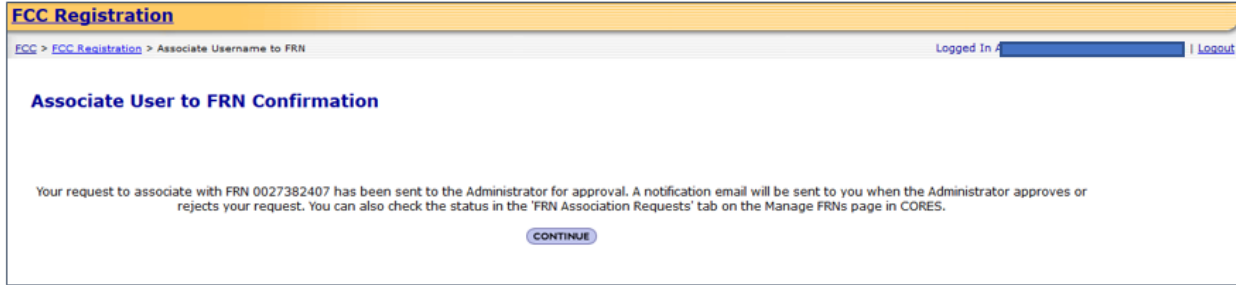 FCC Registration
FCC > FCC Registration > Associate Username to FRN Logged In A | Logout
Associate User to FRN Confirmation
Your request to associate with FRN 0027382407 has been sent to the Administrator for approval. A notification email will be sent to you when the Administrator approves or
rejects your request. You can also check the status in the 'FRN Association Requests' tab on the Manage FRNs page in CORES.
CONTINUE